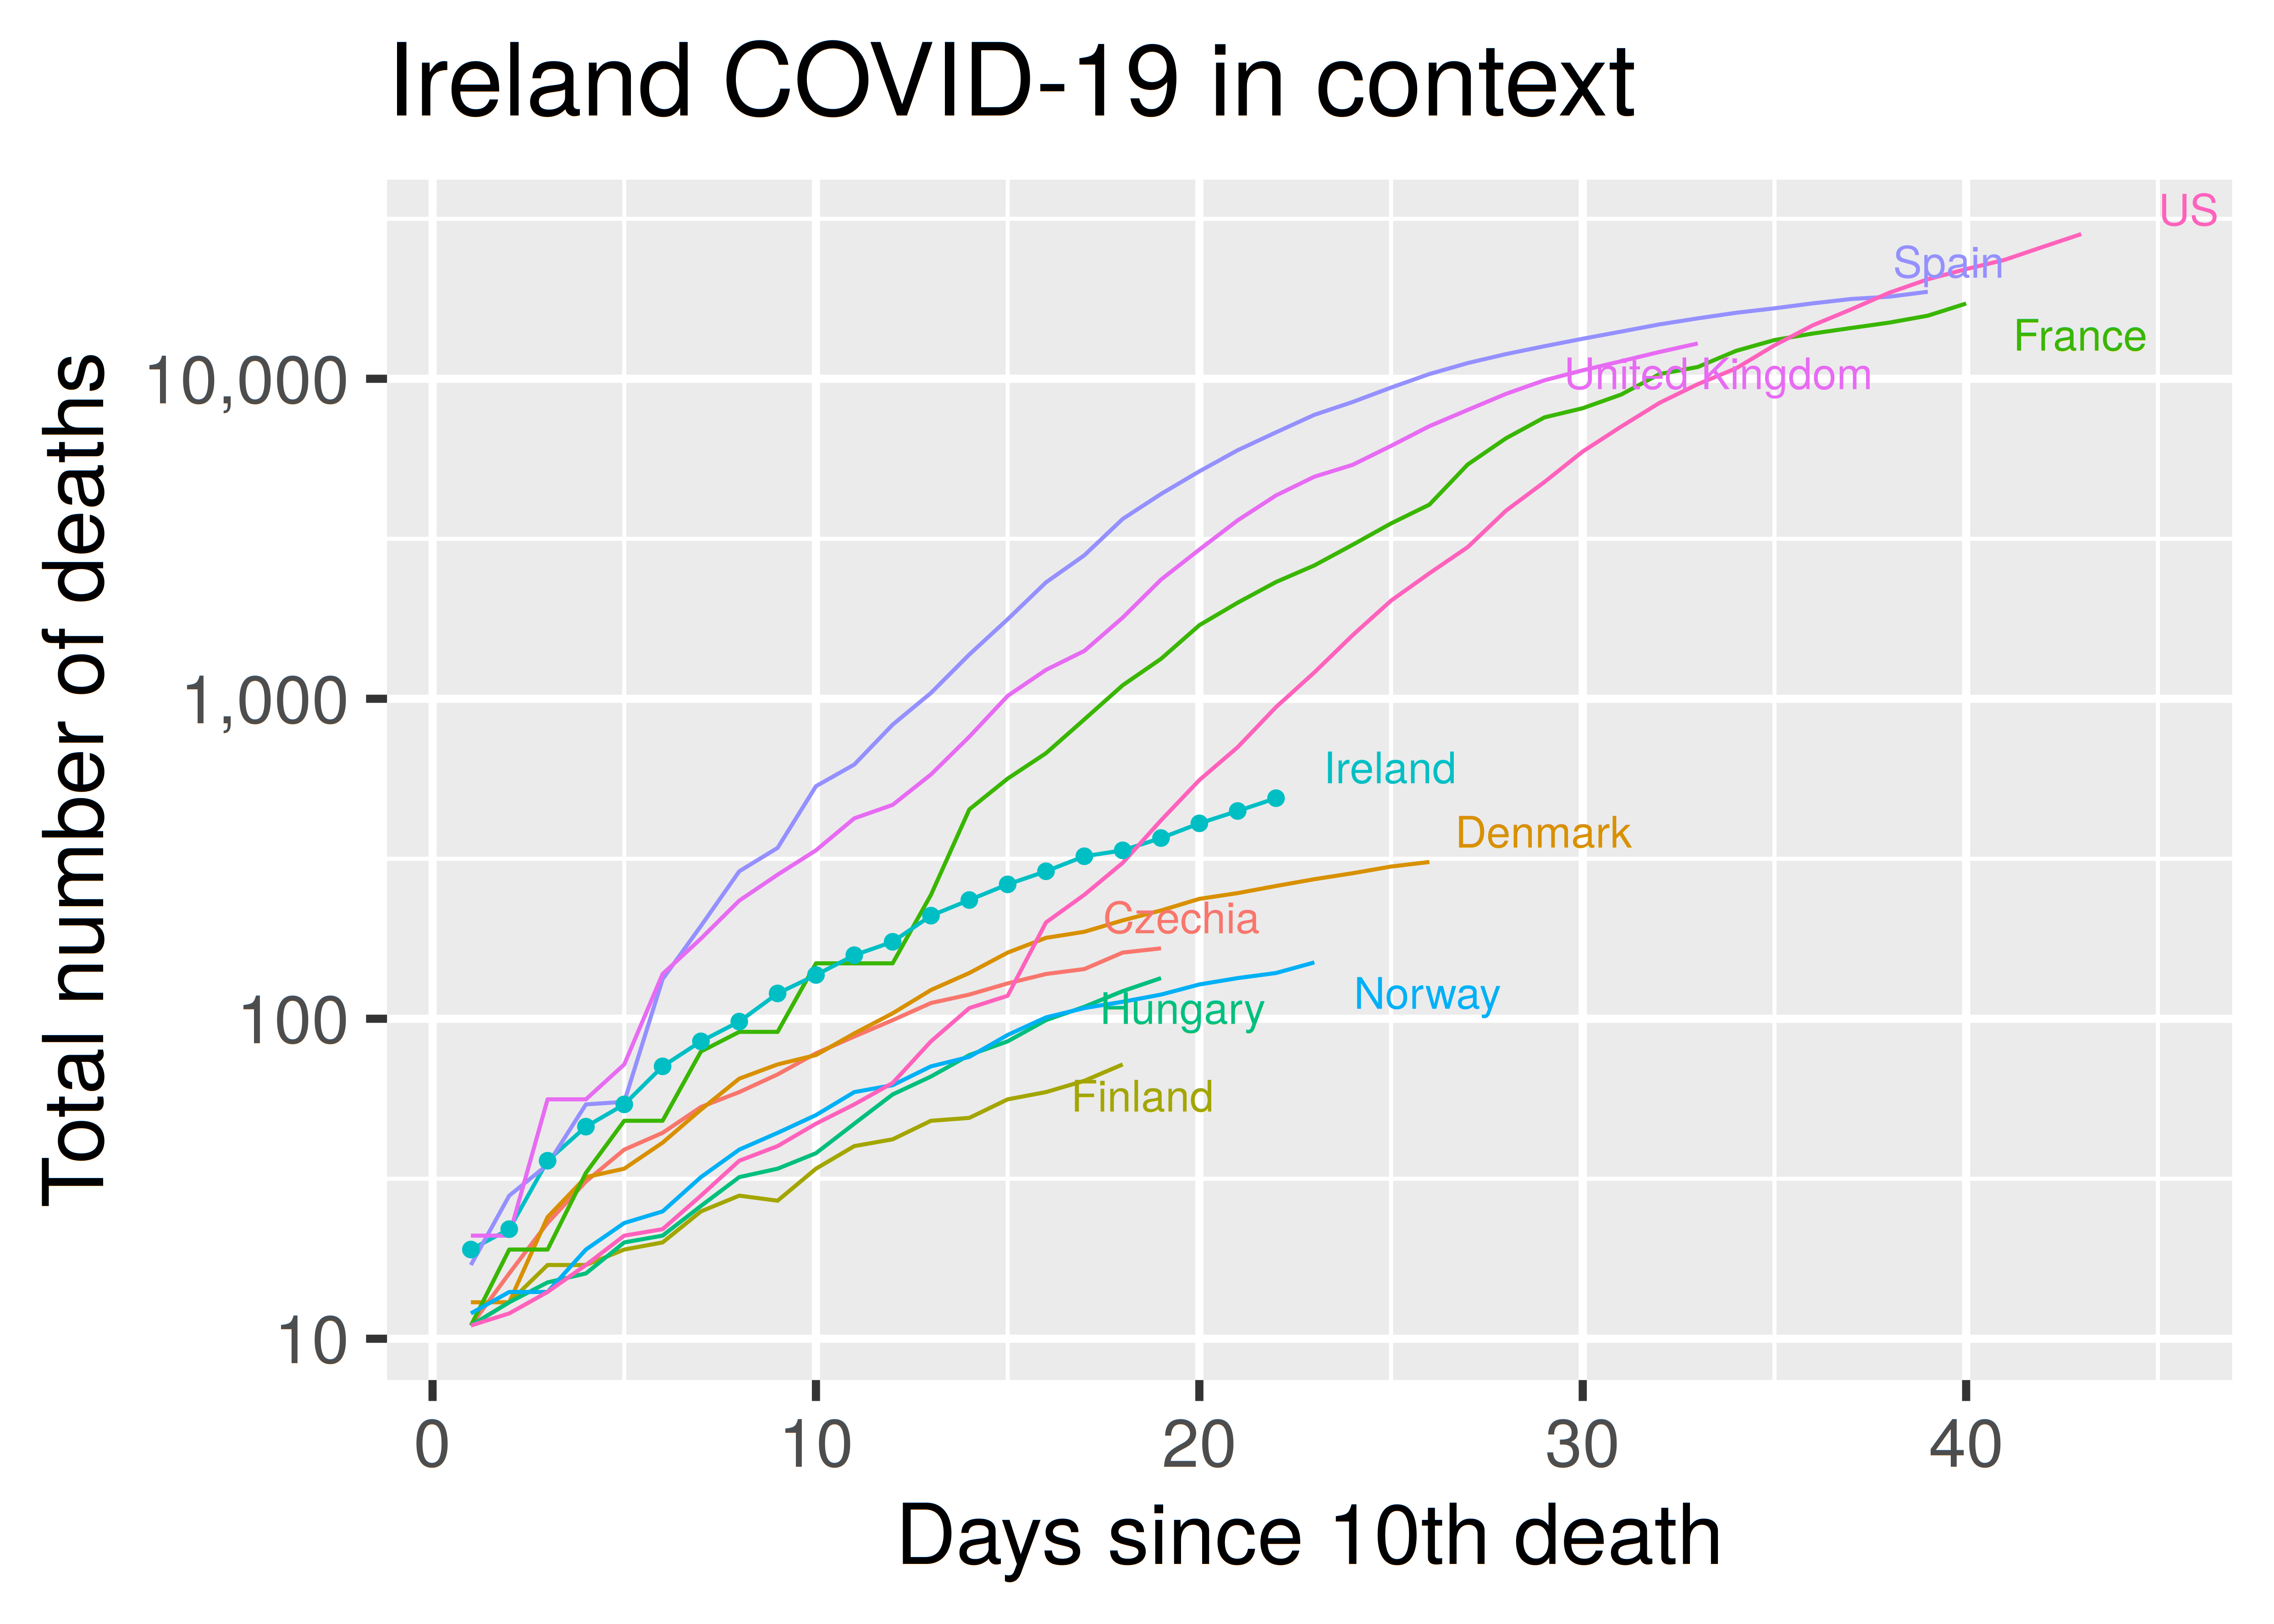 Ireland COVID-19 in context
Total number of deaths
10,000
1,000
100
10
US
Spain
France
United Kingdom
Ireland
Denmark
Czechia
Norway
Hungary
Finland
0 10 20 30 40
Days since 10th death